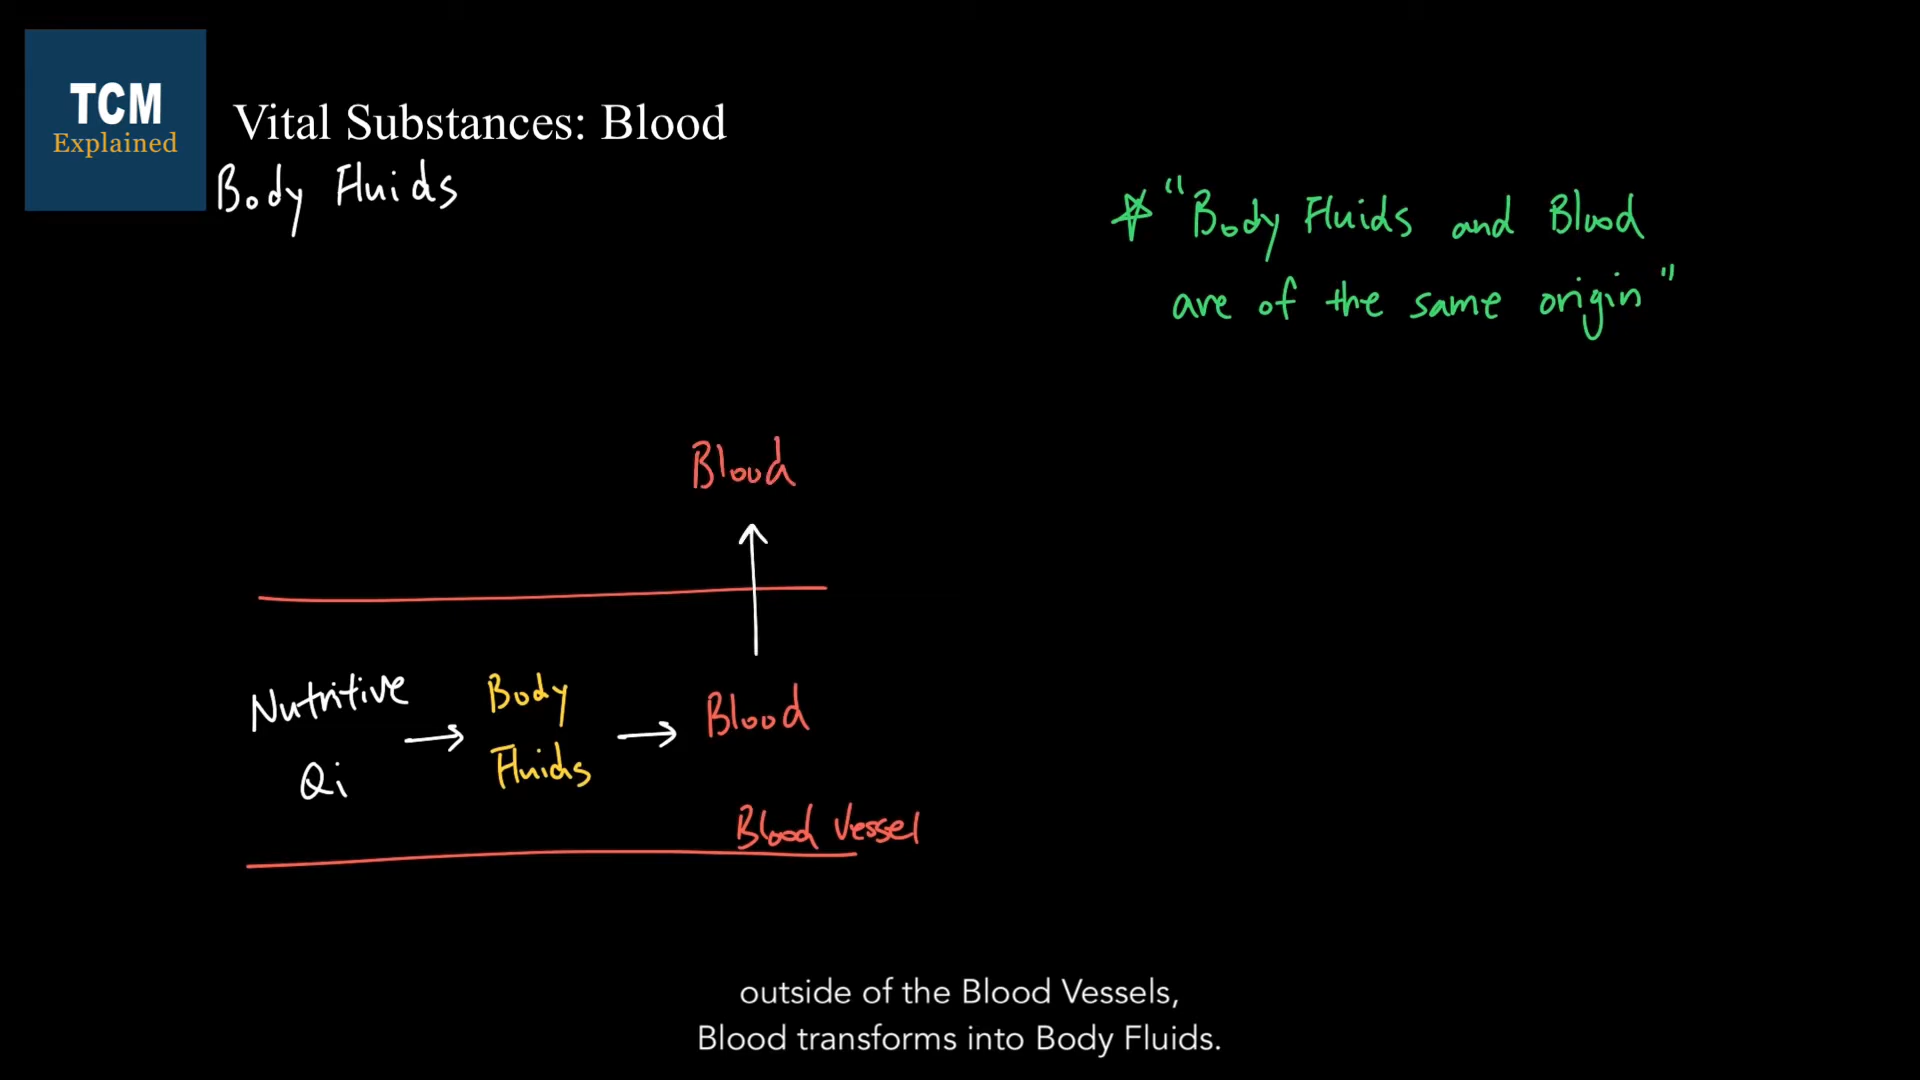 TCM
Explained
Vital Substances: Blood
Body Fluids
"Body Fluids and Blood
are of the same origin"
Blood
Nutritive
Qi
Body
Fluids
Blood
Blood Vessel
outside of the Blood Vessels,
Blood transforms into Body Fluids.